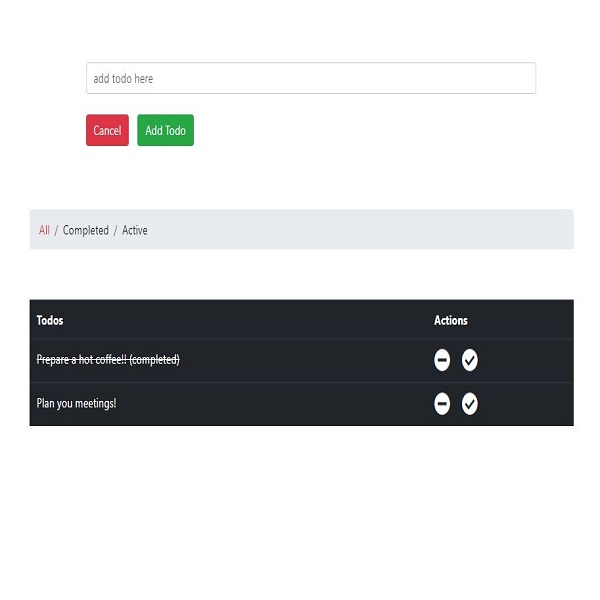 add todo here
Cancel Add Todo
All / Completed / Active
Todos Actions
Prepare a hot coffee!! (completed)
Plan you meetings!